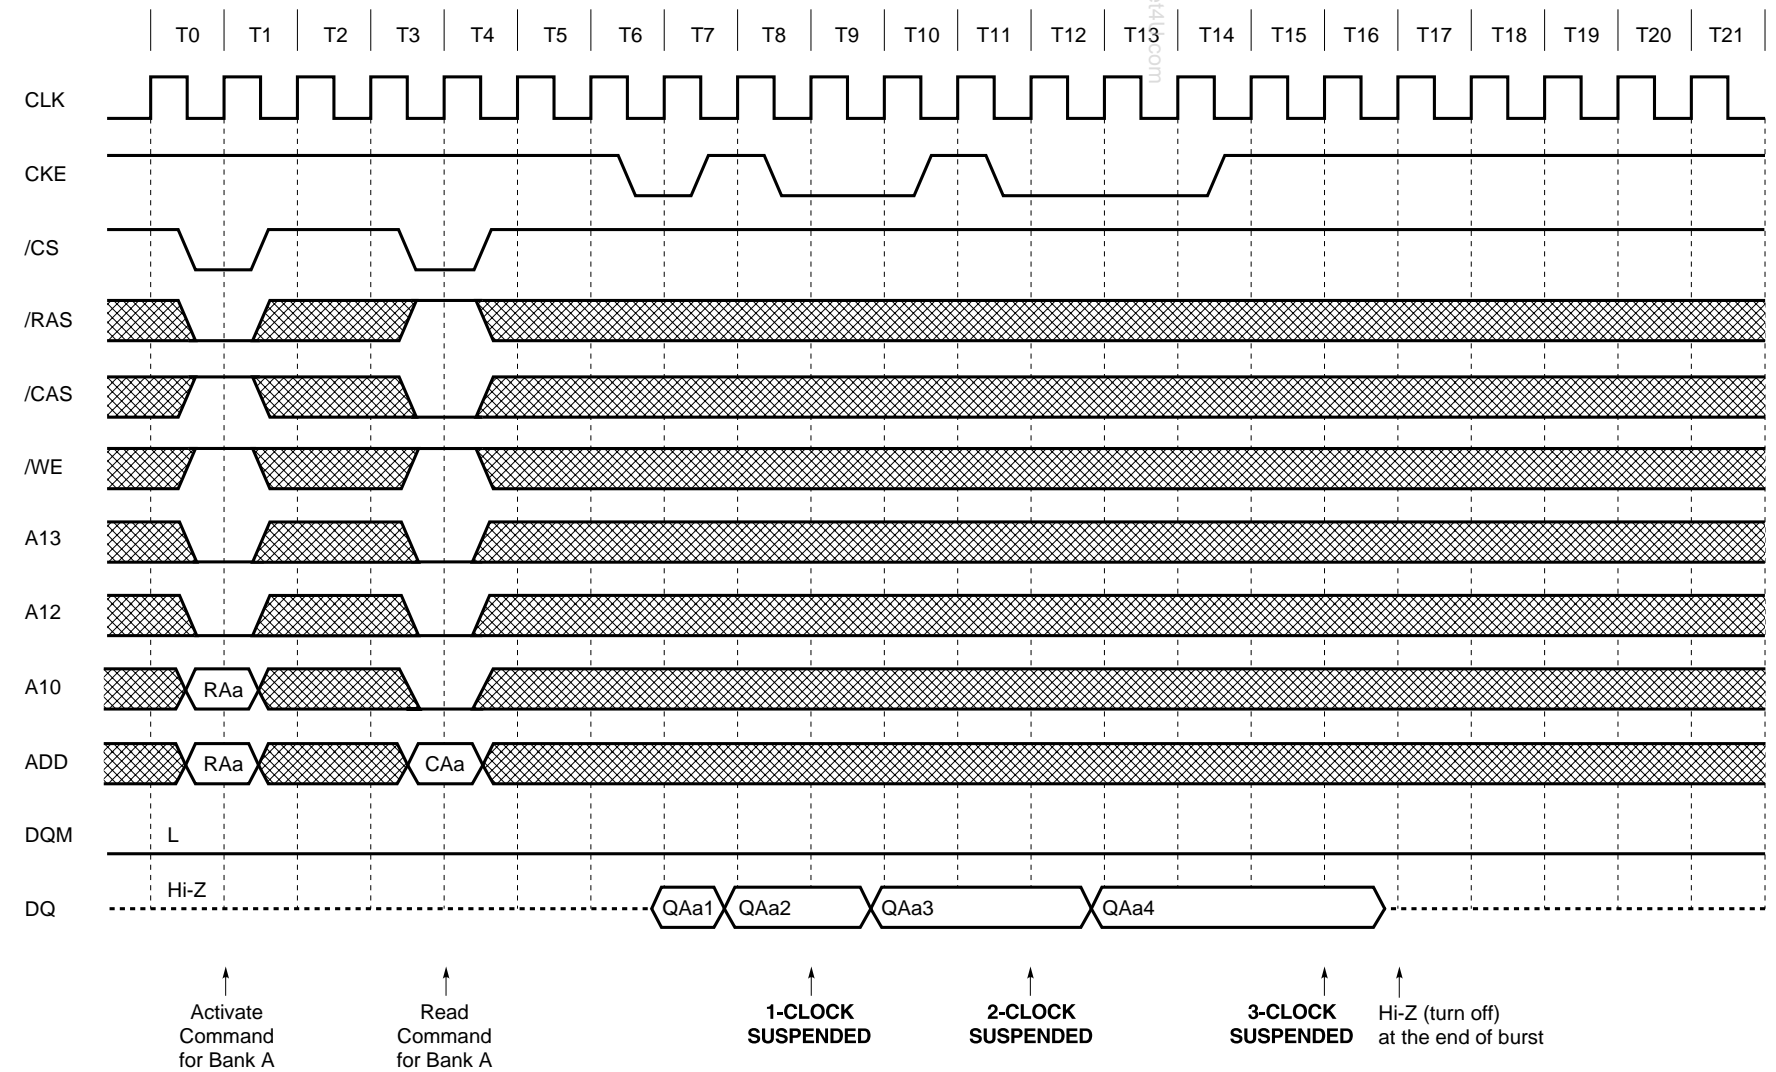 T0 T1 T2 T3 T4 T5 T6 T7 T8 T9 T10 T11 T12 T13 T14 T15 T16 T17 T18 T19 T20 T21
CLK
CKE
/CS
/RAS
/CAS
/WE
A13
A12
A10 RAa
ADD RAa CAa
DQM L
DQ Hi-Z QAa1 QAa2 QAa3 QAa4
Activate
Command
for Bank A
Read
Command
for Bank A
1-CLOCK
SUSPENDED
2-CLOCK
SUSPENDED
3-CLOCK
SUSPENDED
Hi-Z (turn off)
at the end of burst